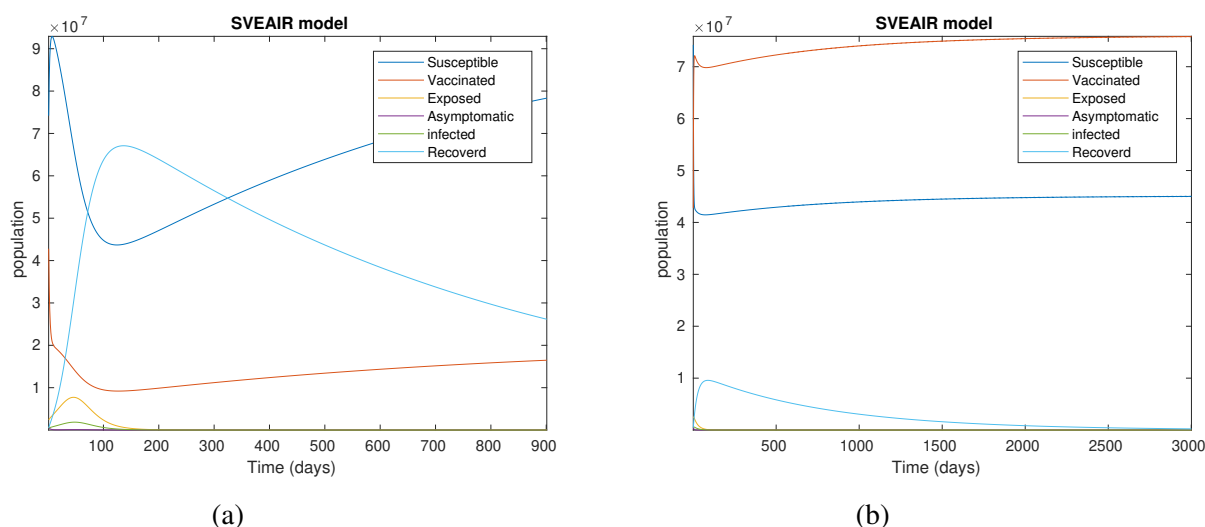 SVEAIR model
×10^7
9
8
7
6
5
4
3
2
1
population
100 200 300 400 500 600 700 800 900
Time (days)
Susceptible
Vaccinated
Exposed
Asymptomatic
infected
Recoverd
(a)
SVEAIR model
×10^7
7
6
5
4
3
2
1
population
500 1000 1500 2000 2500 3000
Time (days)
Susceptible
Vaccinated
Exposed
Asymptomatic
infected
Recoverd
(b)